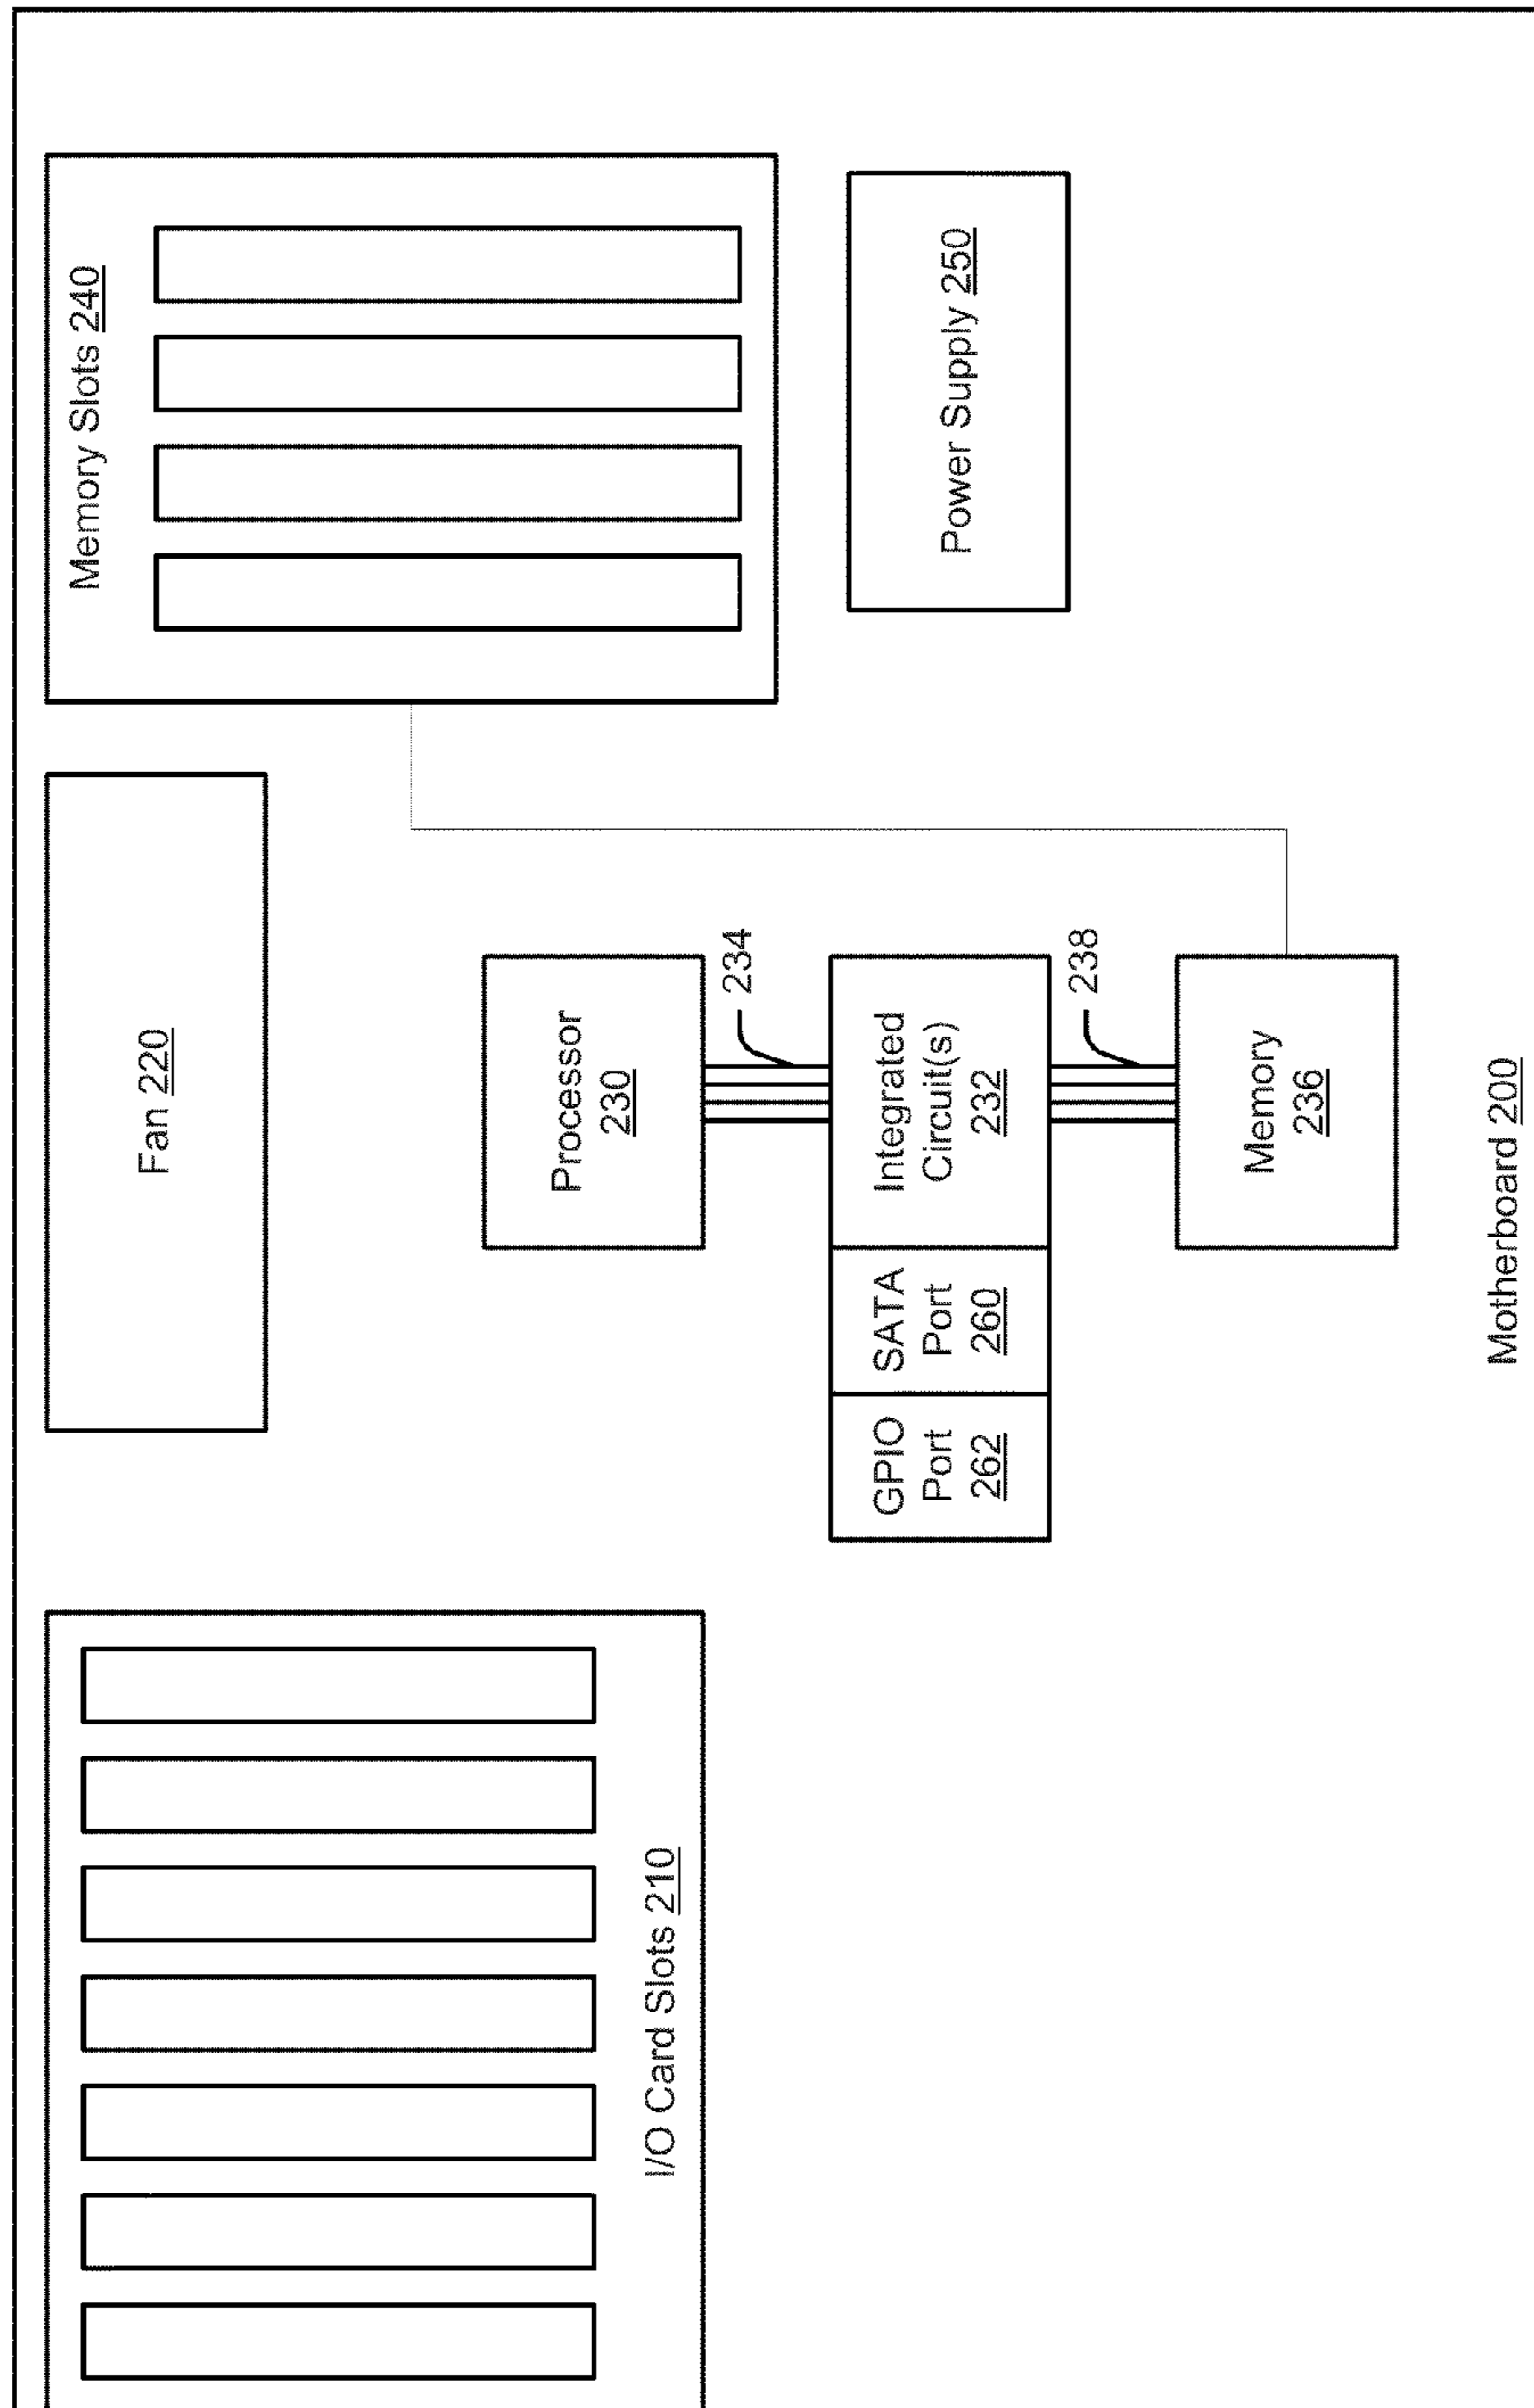 I/O Card Slots 210
Fan 220
Memory Slots 240
Processor
230
234
Integrated
Circuit(s)
232
SATA
Port
260
GPIO
Port
262
238
Memory
236
Power Supply 250
Motherboard 200